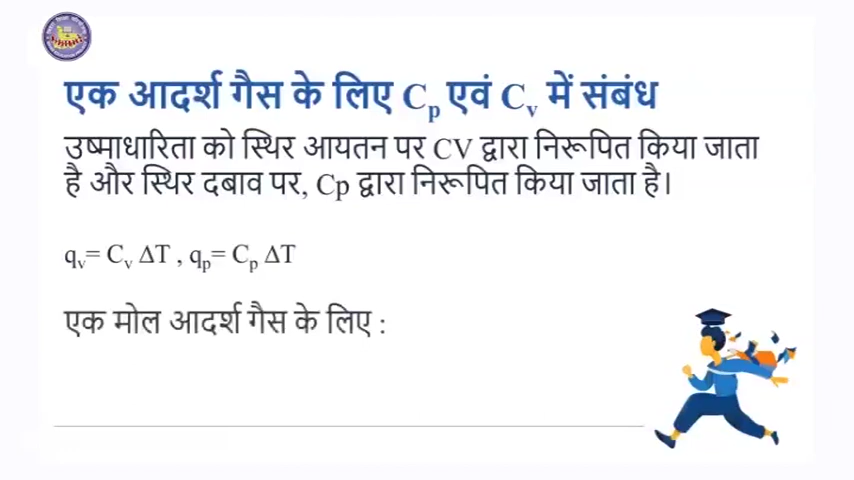 एक आदर्श गैस के लिए Cp एवं Cv में संबंध
उष्माधारिता को स्थिर आयतन पर CV द्वारा निरूपित किया जाता
है और स्थिर दबाव पर, Cp द्वारा निरूपित किया जाता है।
qv= Cv ΔT , qp= Cp ΔT
एक मोल आदर्श गैस के लिए :